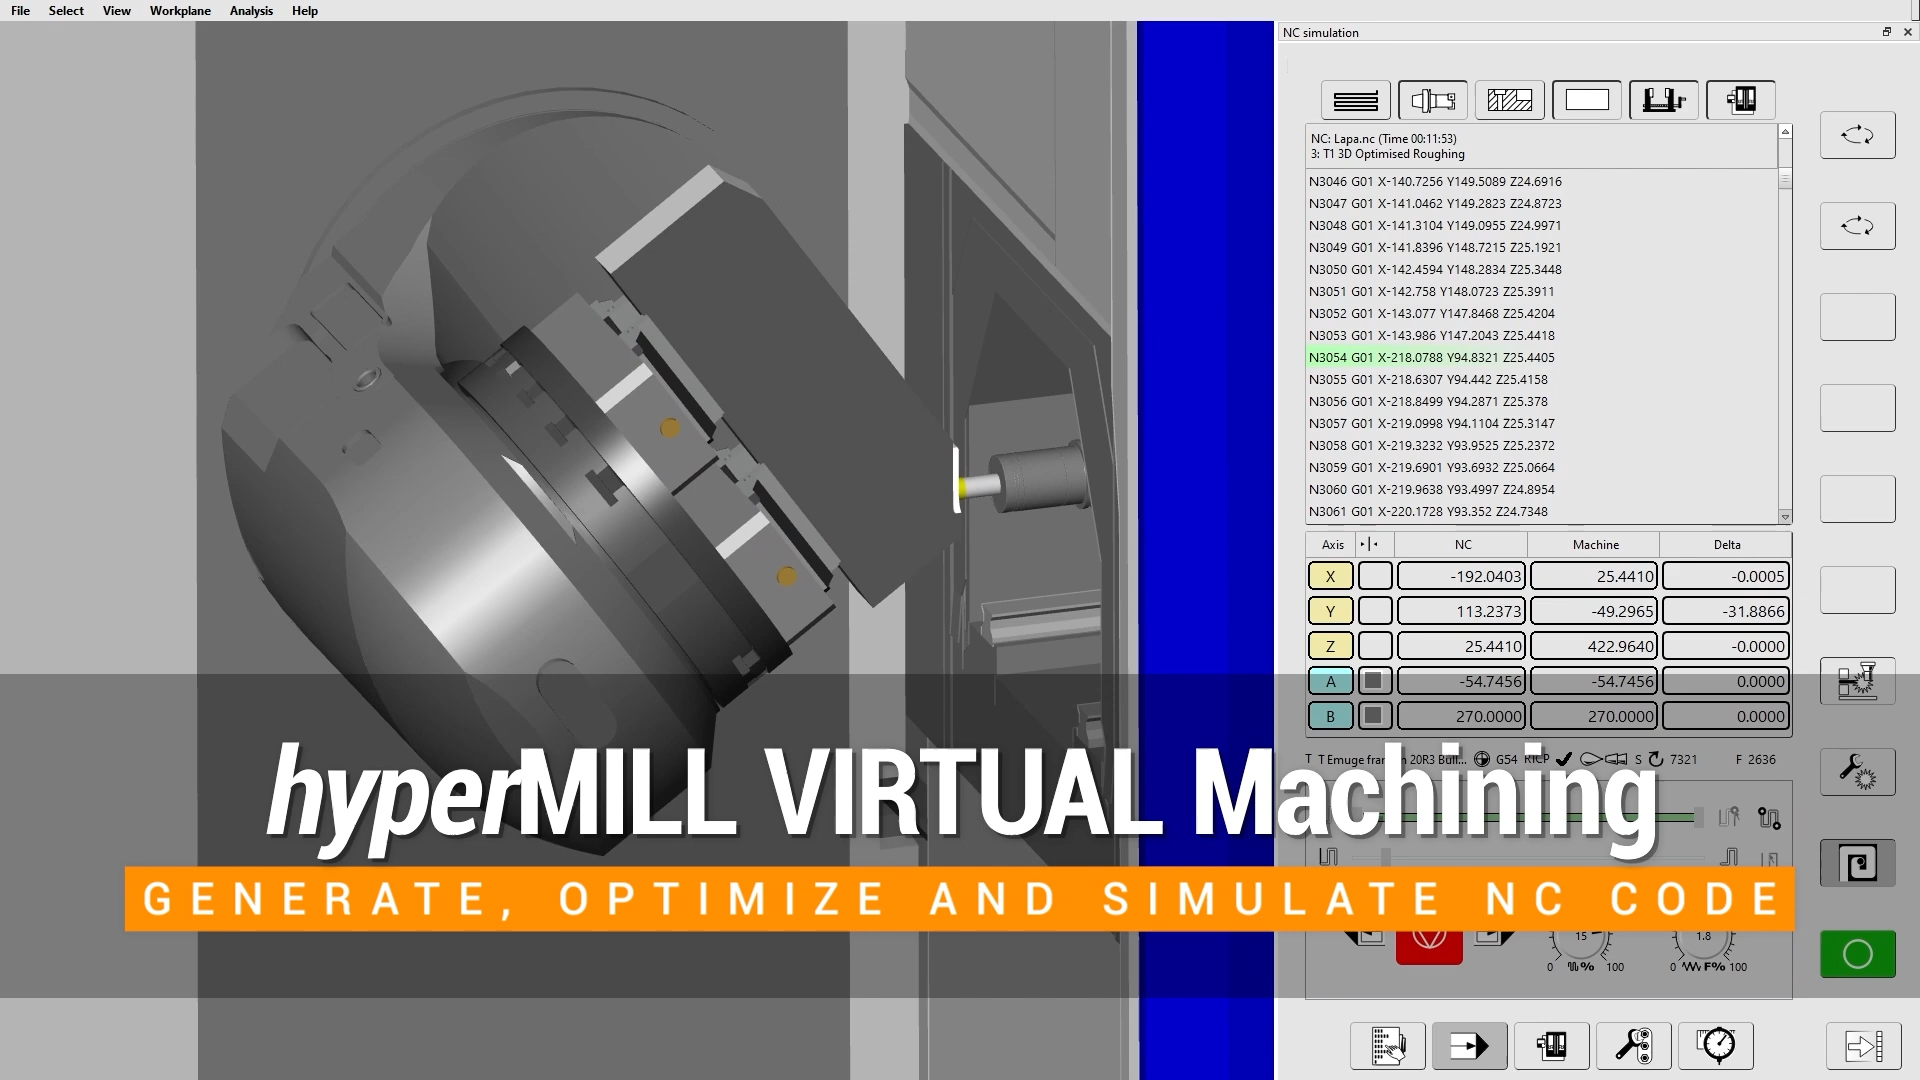 File Select View Workplane Analysis Help
NC simulation
NC: Lapa.nc (Time 00:11:53)
3: T1 3D Optimised Roughing
N3046 G01 X-140.7256 Y149.5089 Z24.6916
N3047 G01 X-141.0462 Y149.2823 Z24.8723
N3048 G01 X-141.3104 Y149.0955 Z24.9971
N3049 G01 X-141.8396 Y148.7215 Z25.1921
N3050 G01 X-142.4594 Y148.2834 Z25.3448
N3051 G01 X-142.758 Y148.0723 Z25.3911
N3052 G01 X-143.077 Y147.8468 Z25.4204
N3053 G01 X-143.986 Y147.2043 Z25.4418
N3054 G01 X-218.0788 Y94.8321 Z25.4405
N3055 G01 X-218.6307 Y94.442 Z25.4158
N3056 G01 X-218.8499 Y94.2871 Z25.378
N3057 G01 X-219.0998 Y94.1104 Z25.3147
N3058 G01 X-219.3232 Y93.9525 Z25.2372
N3059 G01 X-219.6901 Y93.6932 Z25.0664
N3060 G01 X-219.9638 Y93.4997 Z24.8954
N3061 G01 X-220.1728 Y93.352 Z24.7348
Axis NC Machine Delta
X -192.0403 25.4410 -0.0005
Y 113.2373 -49.2965 -31.8866
Z 25.4410 422.9640 -0.0000
A -54.7456 -54.7456 0.0000
B 270.0000 270.0000 0.0000
T T Emuge 20R3 G54 RTCP S 7321 F 2636
hyperMILL VIRTUAL Machining
GENERATE, OPTIMIZE AND SIMULATE NC CODE
15 1.8
0 % 100 0 F% 100